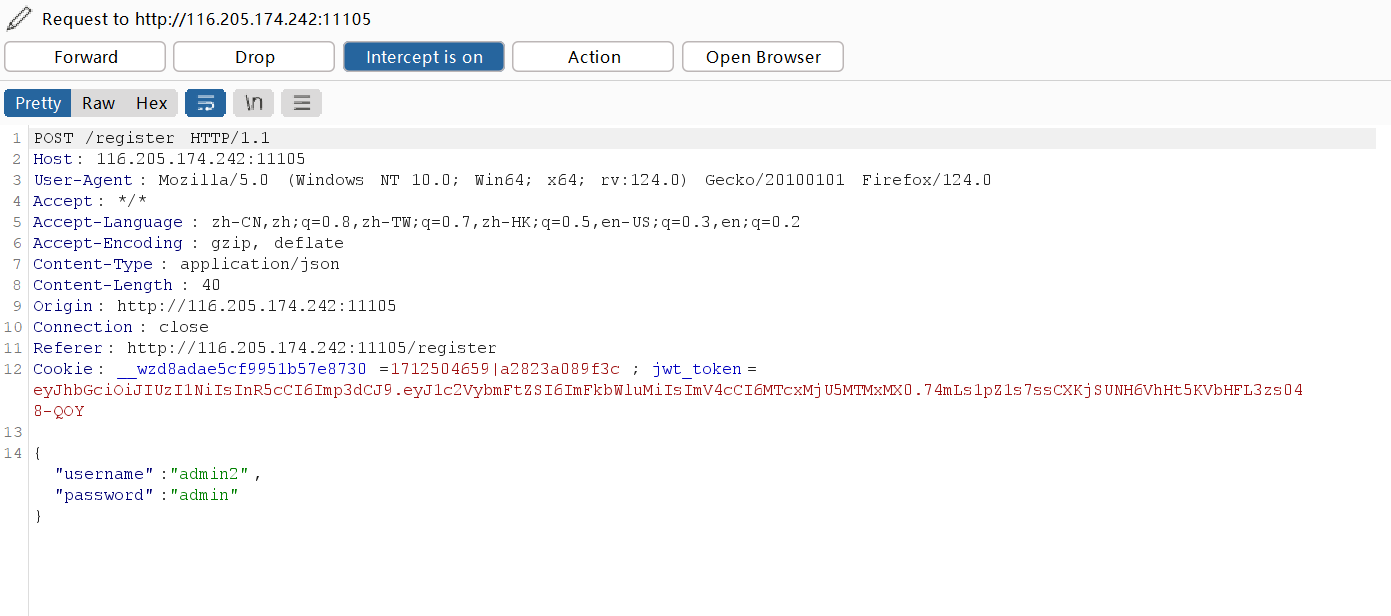 Request to http://116.205.174.242:11105
Forward Drop Intercept is on Action Open Browser
Pretty Raw Hex \n
1 POST /register HTTP/1.1
2 Host: 116.205.174.242:11105
3 User-Agent: Mozilla/5.0 (Windows NT 10.0; Win64; x64; rv:124.0) Gecko/20100101 Firefox/124.0
4 Accept: */*
5 Accept-Language: zh-CN,zh;q=0.8,zh-TW;q=0.7,zh-HK;q=0.5,en-US;q=0.3,en;q=0.2
6 Accept-Encoding: gzip, deflate
7 Content-Type: application/json
8 Content-Length: 40
9 Origin: http://116.205.174.242:11105
10 Connection: close
11 Referer: http://116.205.174.242:11105/register
12 Cookie: __wzd8adae5cf9951b57e8730=1712504659|a2823a089f3c; jwt_token=
eyJhbGciOiJIUzI1NiIsInR5cCI6Imp3dCJ9.eyJ1c2VybmFtZSI6ImFkbWluMiIsImV4cCI6MTcxMjU5MTMxMX0.74mLs1pZ1s7ssCXKjSUNH6VhHt5KVbHFL3zs04
8-QOY
13
14 {
"username":"admin2",
"password":"admin"
}